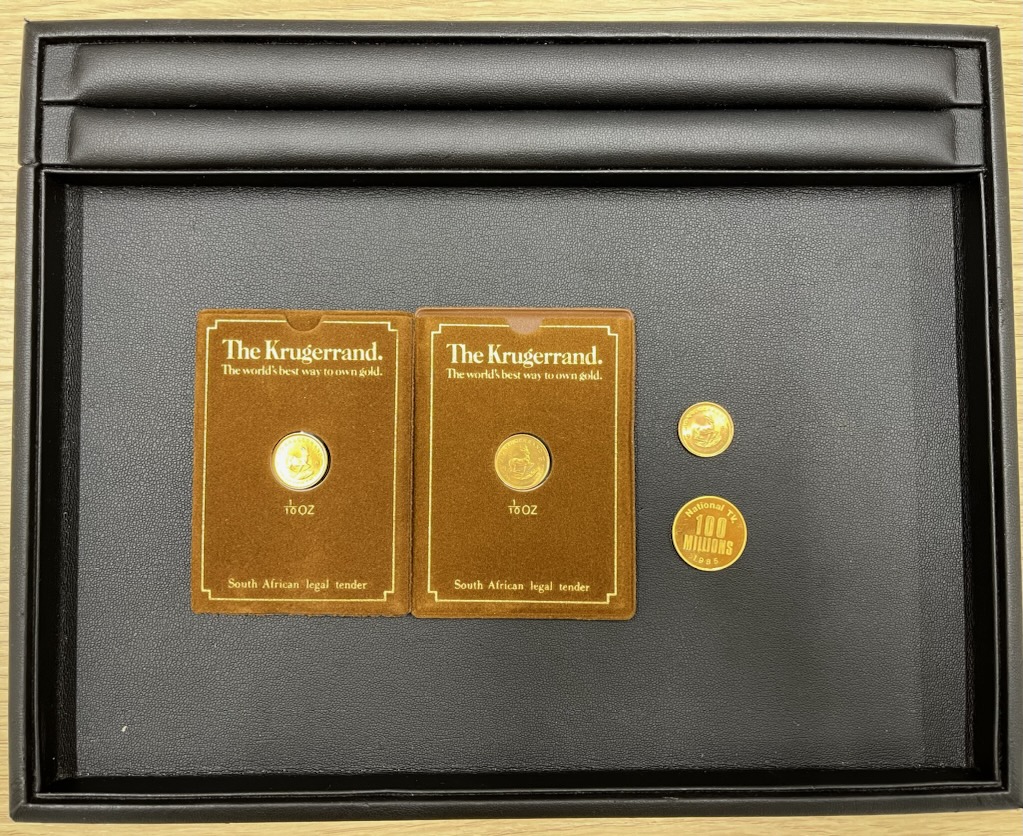 The Krugerrand.
The world's best way to own gold.
1/10 OZ
South African legal tender
The Krugerrand.
The world's best way to own gold.
1/10 OZ
South African legal tender
National Tv.
100
MILLIONS
1985